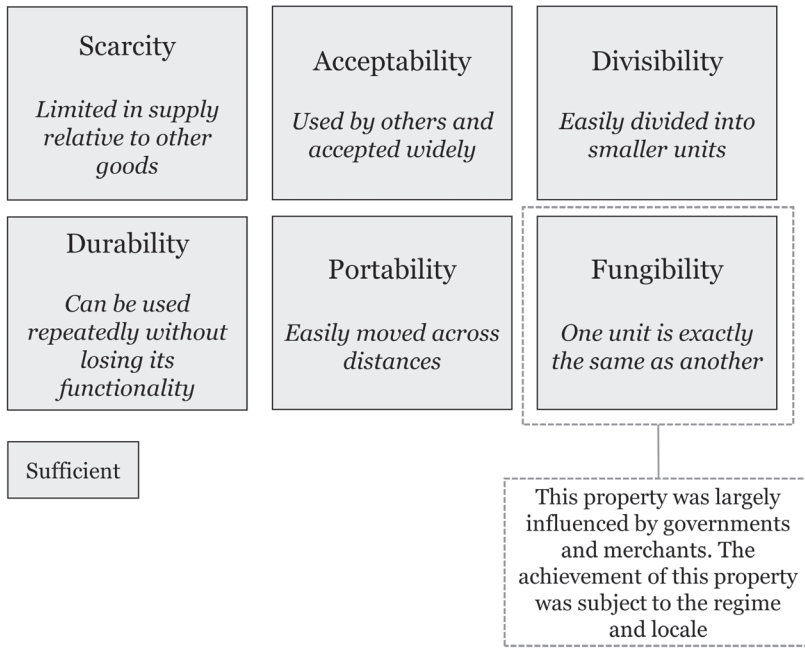 Scarcity
Limited in supply
relative to other
goods
Acceptability
Used by others and
accepted widely
Divisibility
Easily divided into
smaller units
Durability
Can be used
repeatedly without
losing its
functionality
Portability
Easily moved across
distances
Fungibility
One unit is exactly
the same as another
Sufficient
This property was largely
influenced by governments
and merchants. The
achievement of this property
was subject to the regime
and locale